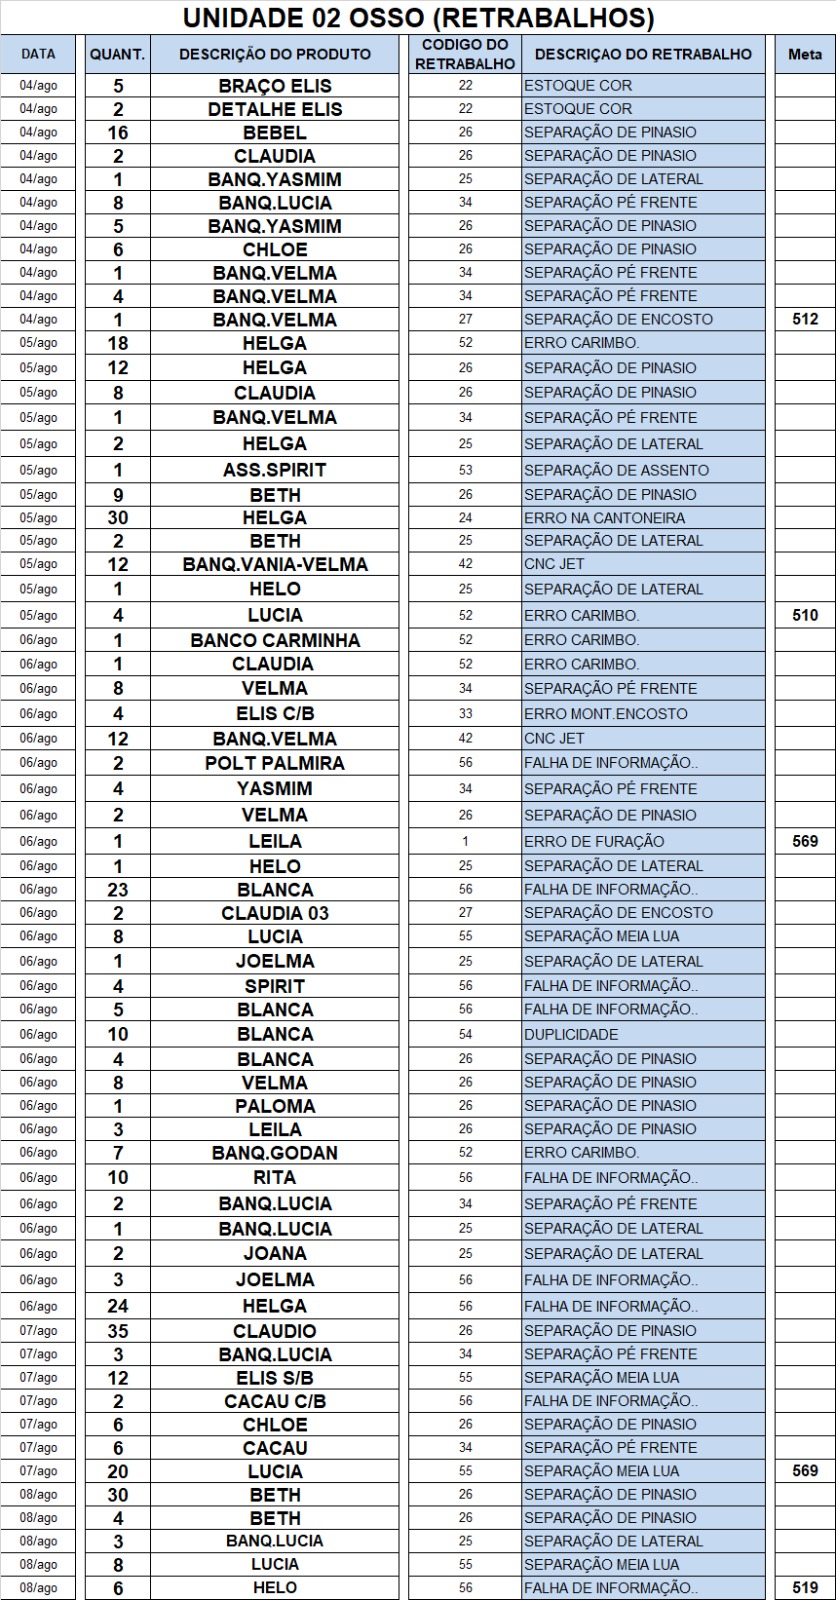 UNIDADE 02 OSSO (RETRABALHOS)
DATA QUANT. DESCRIÇÃO DO PRODUTO CODIGO DO RETRABALHO DESCRIÇAO DO RETRABALHO Meta
04/ago 5 BRAÇO ELIS 22 ESTOQUE COR
04/ago 2 DETALHE ELIS 22 ESTOQUE COR
04/ago 16 BEBEL 26 SEPARAÇÃO DE PINASIO
04/ago 2 CLAUDIA 26 SEPARAÇÃO DE PINASIO
04/ago 1 BANQ.YASMIM 25 SEPARAÇÃO DE LATERAL
04/ago 8 BANQ.LUCIA 34 SEPARAÇÃO PÉ FRENTE
04/ago 5 BANQ.YASMIM 26 SEPARAÇÃO DE PINASIO
04/ago 6 CHLOE 26 SEPARAÇÃO DE PINASIO
04/ago 1 BANQ.VELMA 34 SEPARAÇÃO PÉ FRENTE
04/ago 4 BANQ.VELMA 34 SEPARAÇÃO PÉ FRENTE
04/ago 1 BANQ.VELMA 27 SEPARAÇÃO DE ENCOSTO 512
05/ago 18 HELGA 52 ERRO CARIMBO.
05/ago 12 HELGA 26 SEPARAÇÃO DE PINASIO
05/ago 8 CLAUDIA 26 SEPARAÇÃO DE PINASIO
05/ago 1 BANQ.VELMA 34 SEPARAÇÃO PÉ FRENTE
05/ago 2 HELGA 25 SEPARAÇÃO DE LATERAL
05/ago 1 ASS.SPIRIT 53 SEPARAÇÃO DE ASSENTO
05/ago 9 BETH 26 SEPARAÇÃO DE PINASIO
05/ago 30 HELGA 24 ERRO NA CANTONEIRA
05/ago 2 BETH 25 SEPARAÇÃO DE LATERAL
05/ago 12 BANQ.VANIA-VELMA 42 CNC JET
05/ago 1 HELO 25 SEPARAÇÃO DE LATERAL
05/ago 4 LUCIA 52 ERRO CARIMBO. 510
06/ago 1 BANCO CARMINHA 52 ERRO CARIMBO.
06/ago 1 CLAUDIA 52 ERRO CARIMBO.
06/ago 8 VELMA 34 SEPARAÇÃO PÉ FRENTE
06/ago 4 ELIS C/B 33 ERRO MONT.ENCOSTO
06/ago 12 BANQ.VELMA 42 CNC JET
06/ago 2 POLT PALMIRA 56 FALHA DE INFORMAÇÃO..
06/ago 4 YASMIM 34 SEPARAÇÃO PÉ FRENTE
06/ago 2 VELMA 26 SEPARAÇÃO DE PINASIO
06/ago 1 LEILA 1 ERRO DE FURAÇÃO 569
06/ago 1 HELO 25 SEPARAÇÃO DE LATERAL
06/ago 23 BLANCA 56 FALHA DE INFORMAÇÃO..
06/ago 2 CLAUDIA 03 27 SEPARAÇÃO DE ENCOSTO
06/ago 8 LUCIA 55 SEPARAÇÃO MEIA LUA
06/ago 1 JOELMA 25 SEPARAÇÃO DE LATERAL
06/ago 4 SPIRIT 56 FALHA DE INFORMAÇÃO..
06/ago 5 BLANCA 56 FALHA DE INFORMAÇÃO..
06/ago 10 BLANCA 54 DUPLICIDADE
06/ago 4 BLANCA 26 SEPARAÇÃO DE PINASIO
06/ago 8 VELMA 26 SEPARAÇÃO DE PINASIO
06/ago 1 PALOMA 26 SEPARAÇÃO DE PINASIO
06/ago 3 LEILA 26 SEPARAÇÃO DE PINASIO
06/ago 7 BANQ.GODAN 52 ERRO CARIMBO.
06/ago 10 RITA 56 FALHA DE INFORMAÇÃO..
06/ago 2 BANQ.LUCIA 34 SEPARAÇÃO PÉ FRENTE
06/ago 1 BANQ.LUCIA 25 SEPARAÇÃO DE LATERAL
06/ago 2 JOANA 25 SEPARAÇÃO DE LATERAL
06/ago 3 JOELMA 56 FALHA DE INFORMAÇÃO..
06/ago 24 HELGA 56 FALHA DE INFORMAÇÃO..
07/ago 35 CLAUDIO 26 SEPARAÇÃO DE PINASIO
07/ago 3 BANQ.LUCIA 34 SEPARAÇÃO PÉ FRENTE
07/ago 12 ELIS S/B 55 SEPARAÇÃO MEIA LUA
07/ago 2 CACAU C/B 56 FALHA DE INFORMAÇÃO..
07/ago 6 CHLOE 26 SEPARAÇÃO DE PINASIO
07/ago 6 CACAU 34 SEPARAÇÃO PÉ FRENTE
07/ago 20 LUCIA 55 SEPARAÇÃO MEIA LUA 569
08/ago 30 BETH 26 SEPARAÇÃO DE PINASIO
08/ago 4 BETH 26 SEPARAÇÃO DE PINASIO
08/ago 3 BANQ.LUCIA 25 SEPARAÇÃO DE LATERAL
08/ago 8 LUCIA 55 SEPARAÇÃO MEIA LUA
08/ago 6 HELO 56 FALHA DE INFORMAÇÃO.. 519